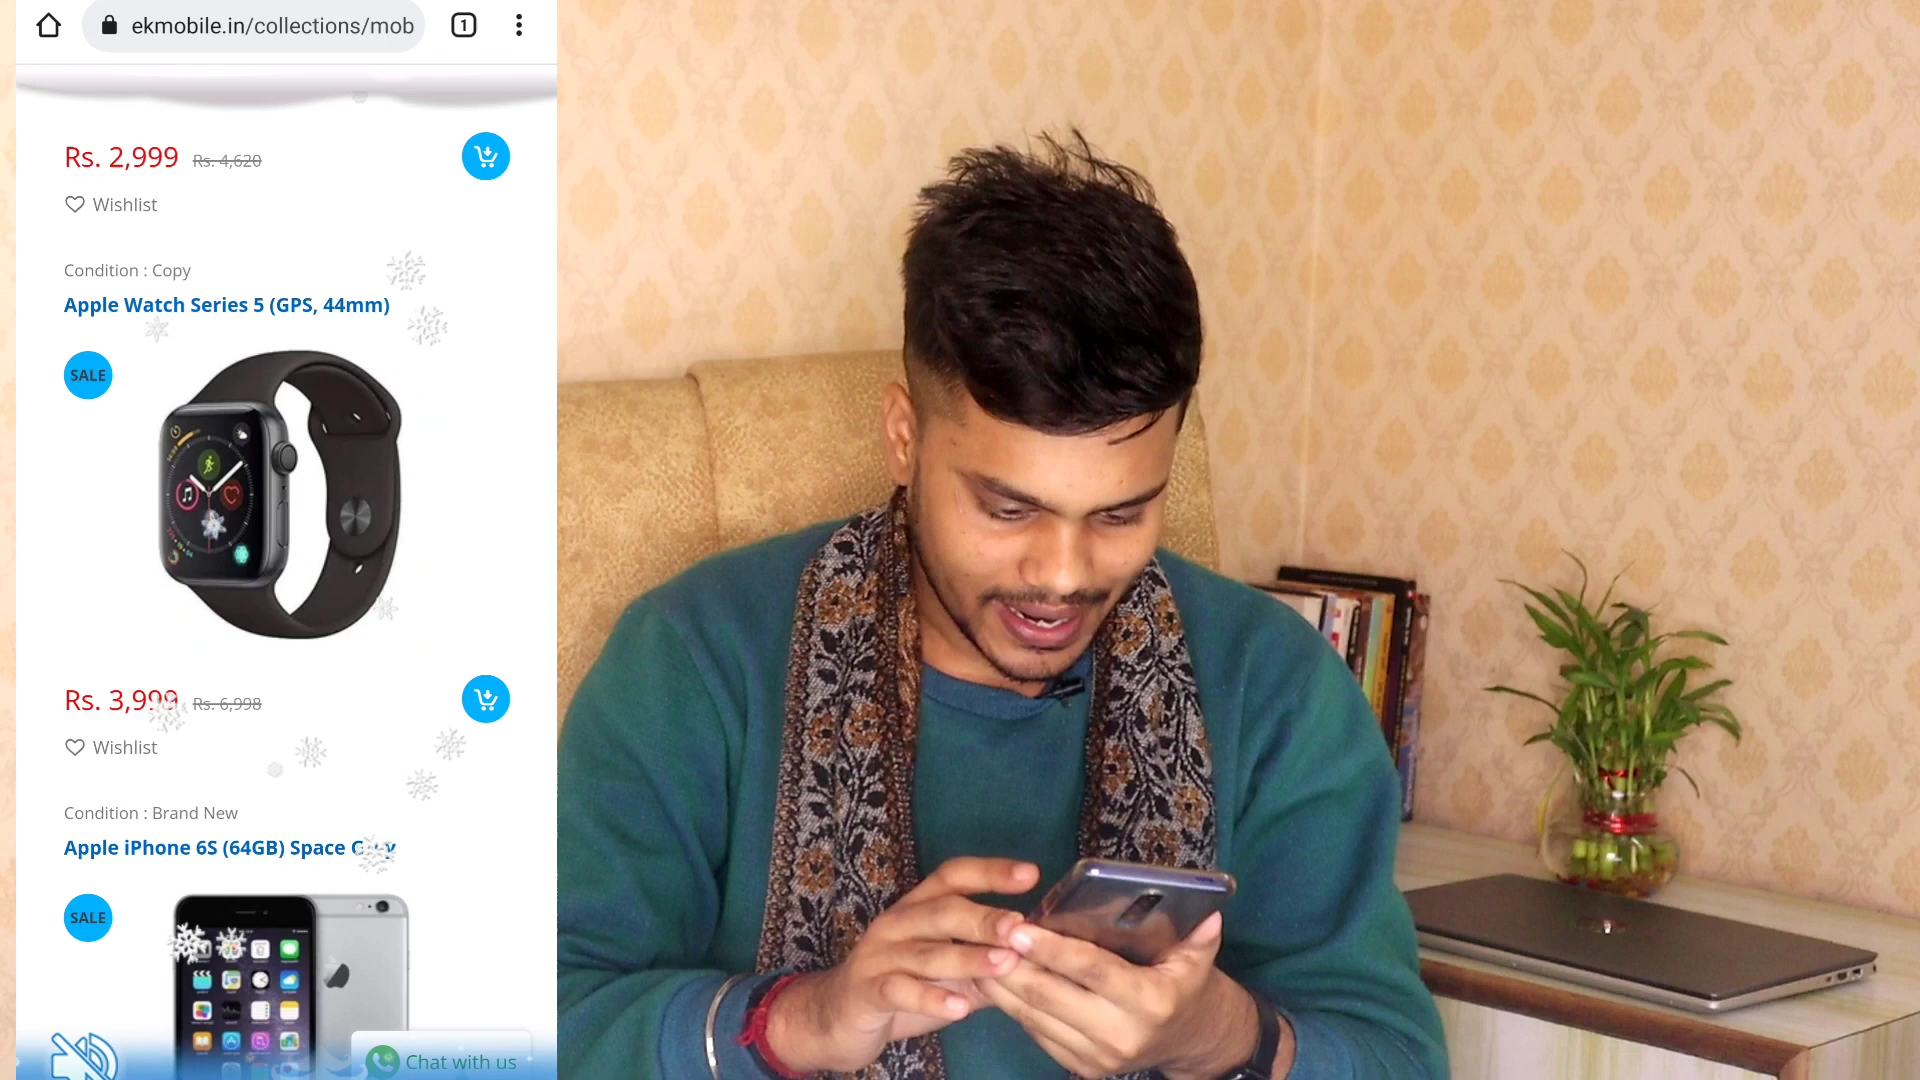 ekmobile.in/collections/mob
1
Rs. 2,999 Rs. 4,620
Wishlist
Condition : Copy
Apple Watch Series 5 (GPS, 44mm)
SALE
Rs. 3,999 Rs. 6,998
Wishlist
Condition : Brand New
Apple iPhone 6S (64GB) Space Grey
SALE
Chat with us